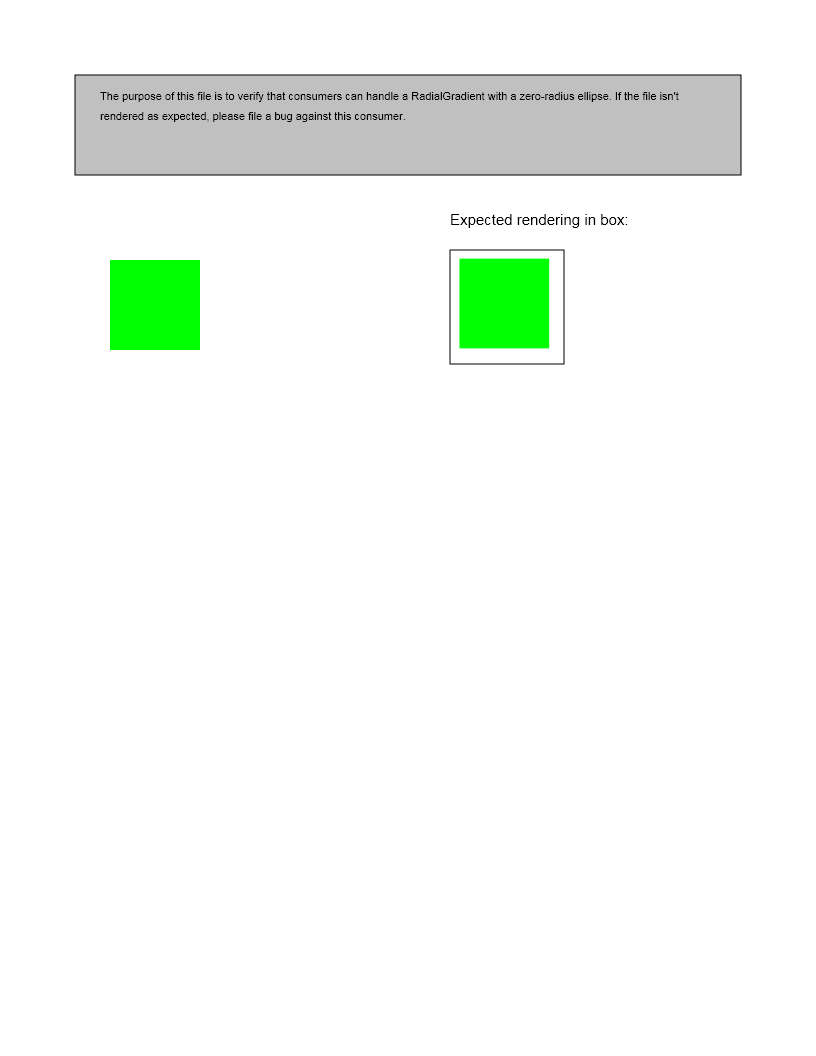 The purpose of this file is to verify that consumers can handle a RadialGradient with a zero-radius ellipse. If the file isn't
rendered as expected, please file a bug against this consumer.
Expected rendering in box: